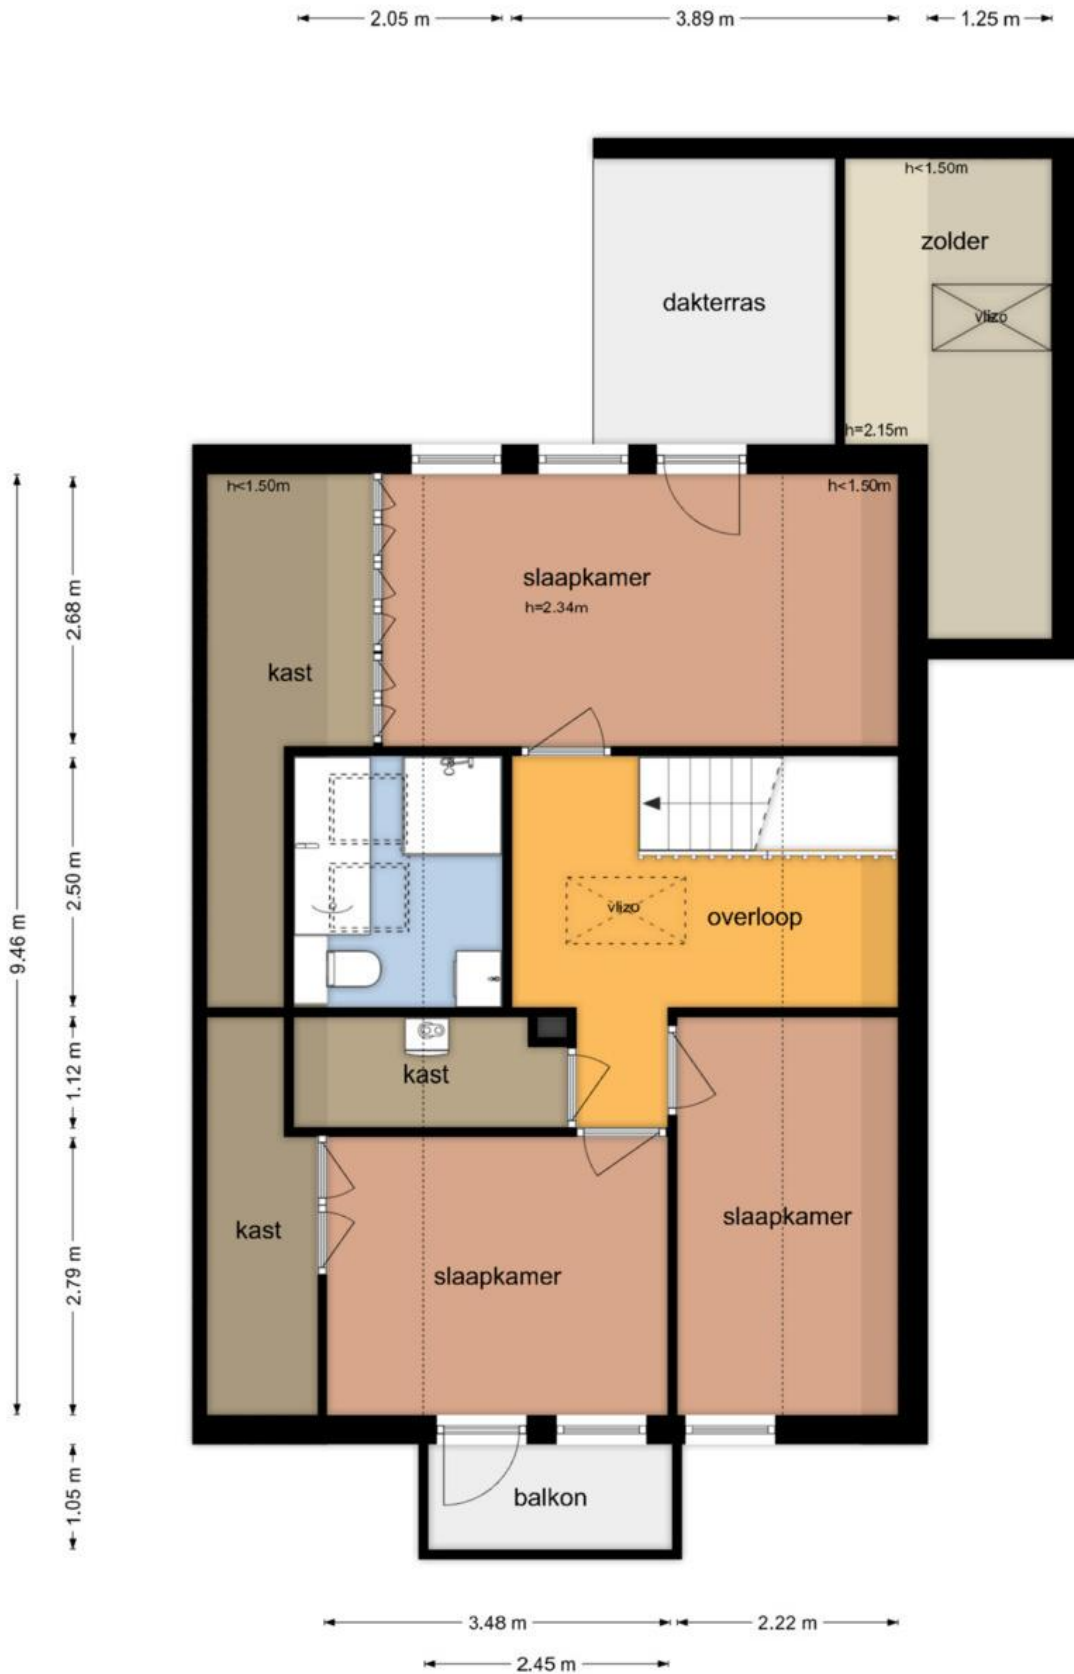 2.05 m
3.89 m
1.25 m
h<1.50m
zolder
vlizo
dakterras
h=2.15m
h<1.50m
h<1.50m
slaapkamer
h=2.34m
kast
2.68 m
9.46 m
2.50 m
vlizo
overloop
1.12 m
kast
kast
slaapkamer
slaapkamer
2.79 m
balkon
1.05 m
3.48 m
2.22 m
2.45 m